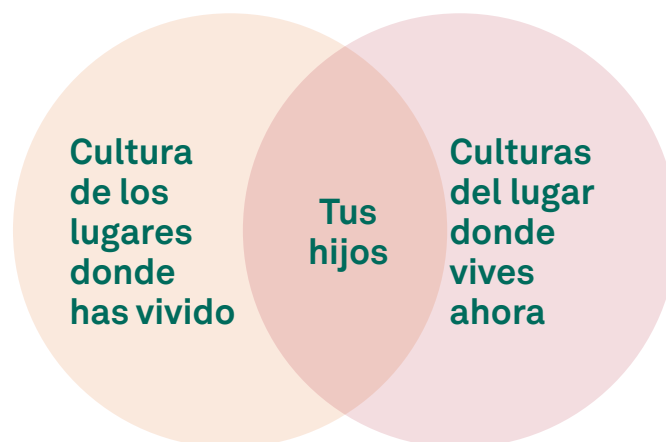 Cultura
de los
lugares
donde
has vivido
Tus
hijos
Culturas
del lugar
donde
vives
ahora